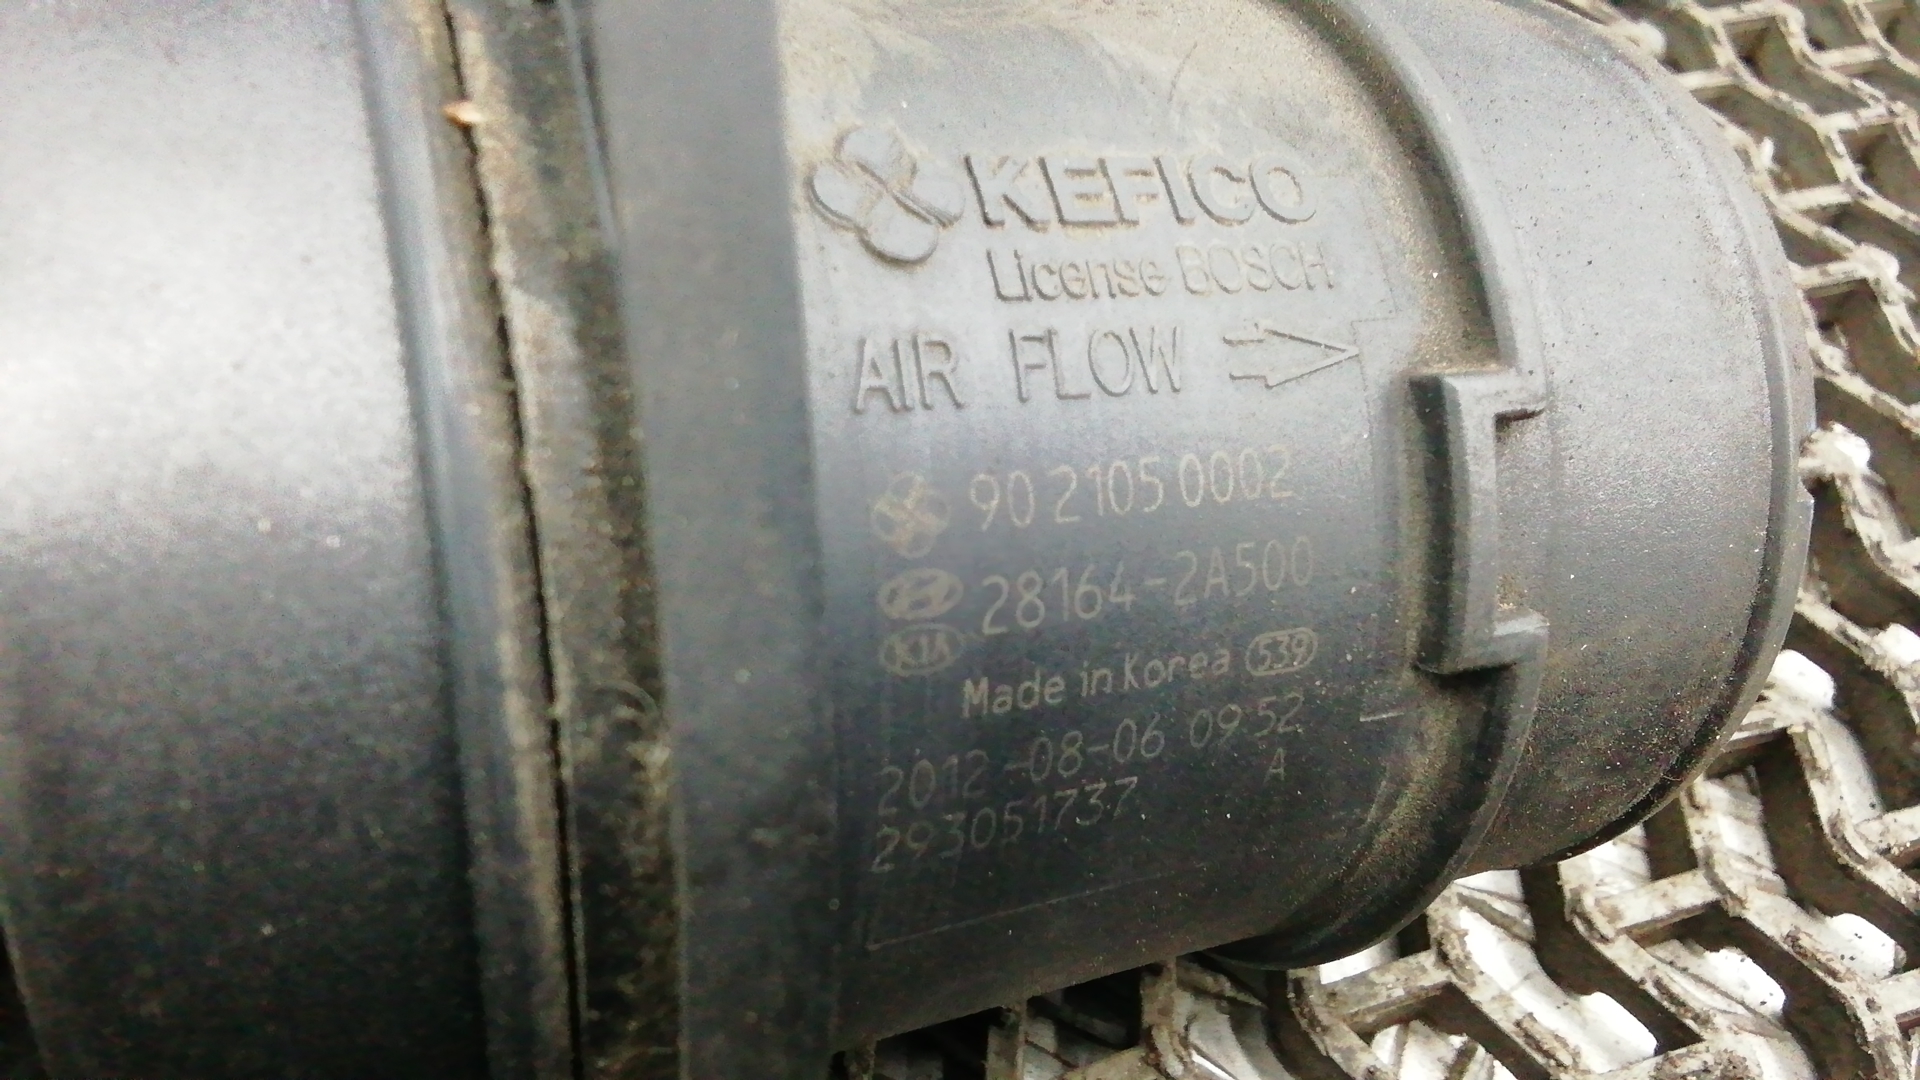 KEFICO
License BOSCH
AIR FLOW
90 2105 0002
28164-2A500
KIA
Made in Korea 539
2012-08-06 09 52
293051737 A